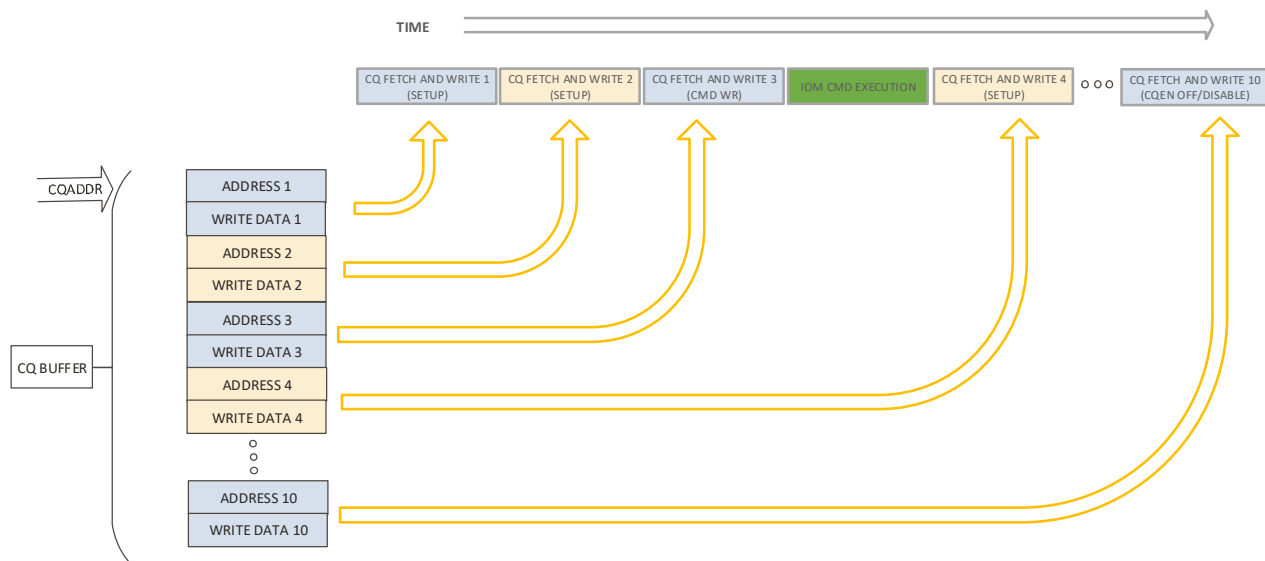 TIME
CQ FETCH AND WRITE 1
(SETUP)
CQ FETCH AND WRITE 2
(SETUP)
CQ FETCH AND WRITE 3
(CMD WR)
IOM CMD EXECUTION
CQ FETCH AND WRITE 4
(SETUP)
CQ FETCH AND WRITE 10
(CQEN OFF/DISABLE)
CQADDR
ADDRESS 1
WRITE DATA 1
ADDRESS 2
WRITE DATA 2
ADDRESS 3
WRITE DATA 3
ADDRESS 4
WRITE DATA 4
CQ BUFFER
ADDRESS 10
WRITE DATA 10